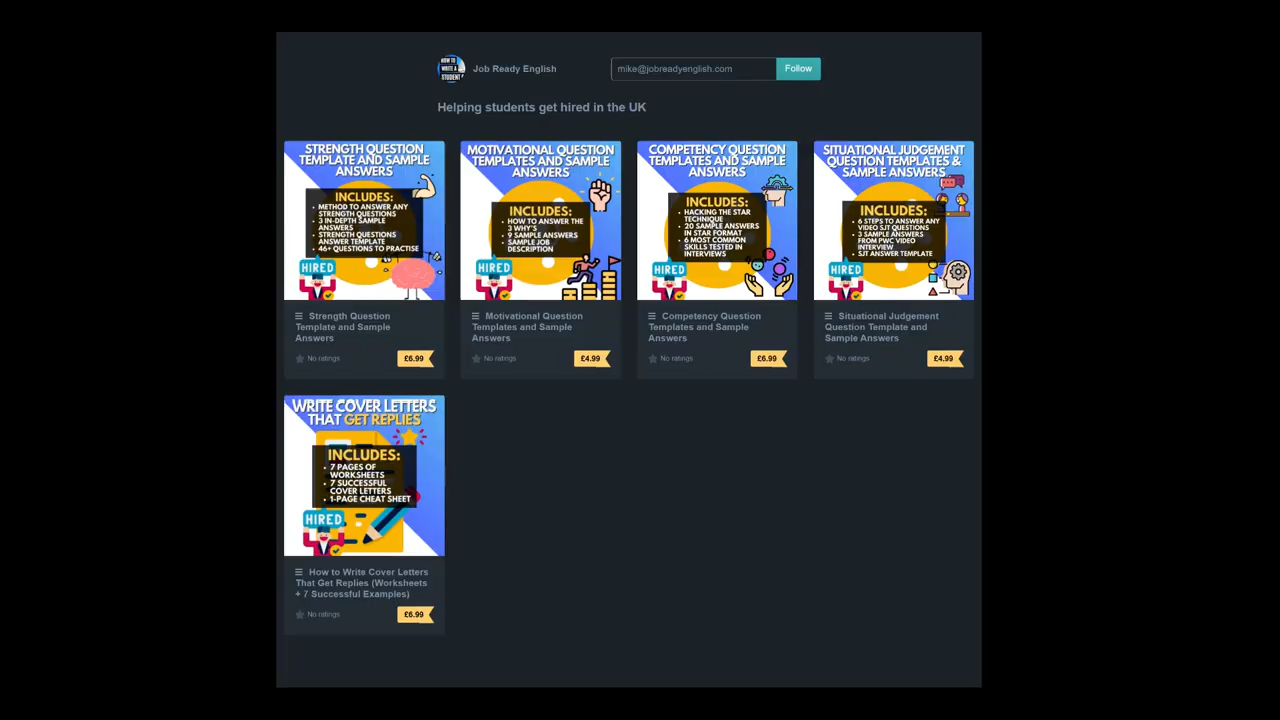 HOW TO
WRITE A
STUDENT
Job Ready English
mike@jobreadyenglish.com
Follow
Helping students get hired in the UK
STRENGTH QUESTION
TEMPLATE AND SAMPLE
ANSWERS
INCLUDES:
• METHOD TO ANSWER ANY
STRENGTH QUESTIONS
• 3 IN-DEPTH SAMPLE
ANSWERS
• STRENGTH QUESTIONS
ANSWER TEMPLATE
• 46+ QUESTIONS TO PRACTISE
HIRED
Strength Question
Template and Sample
Answers
No ratings
£6.99
MOTIVATIONAL QUESTION
TEMPLATES AND SAMPLE
ANSWERS
INCLUDES:
• HOW TO ANSWER THE
3 WHY'S
• 9 SAMPLE ANSWERS
• SAMPLE JOB
DESCRIPTION
HIRED
Motivational Question
Templates and Sample
Answers
No ratings
£4.99
COMPETENCY QUESTION
TEMPLATES AND SAMPLE
ANSWERS
INCLUDES:
• HACKING THE STAR
TECHNIQUE
• 20 SAMPLE ANSWERS
IN STAR FORMAT
• 6 MOST COMMON
SKILLS TESTED IN
INTERVIEWS
HIRED
Competency Question
Templates and Sample
Answers
No ratings
£6.99
SITUATIONAL JUDGEMENT
QUESTION TEMPLATES &
SAMPLE ANSWERS
INCLUDES:
• 6 STEPS TO ANSWER ANY
VIDEO SJT QUESTIONS
• 3 SAMPLE ANSWERS
FROM PWC VIDEO
INTERVIEW
• SJT ANSWER TEMPLATE
HIRED
Situational Judgement
Question Template and
Sample Answers
No ratings
£4.99
WRITE COVER LETTERS
THAT GET REPLIES
INCLUDES:
• 7 PAGES OF
WORKSHEETS
• 7 SUCCESSFUL
COVER LETTERS
• 1-PAGE CHEAT SHEET
HIRED
How to Write Cover Letters
That Get Replies (Worksheets
+ 7 Successful Examples)
No ratings
£6.99